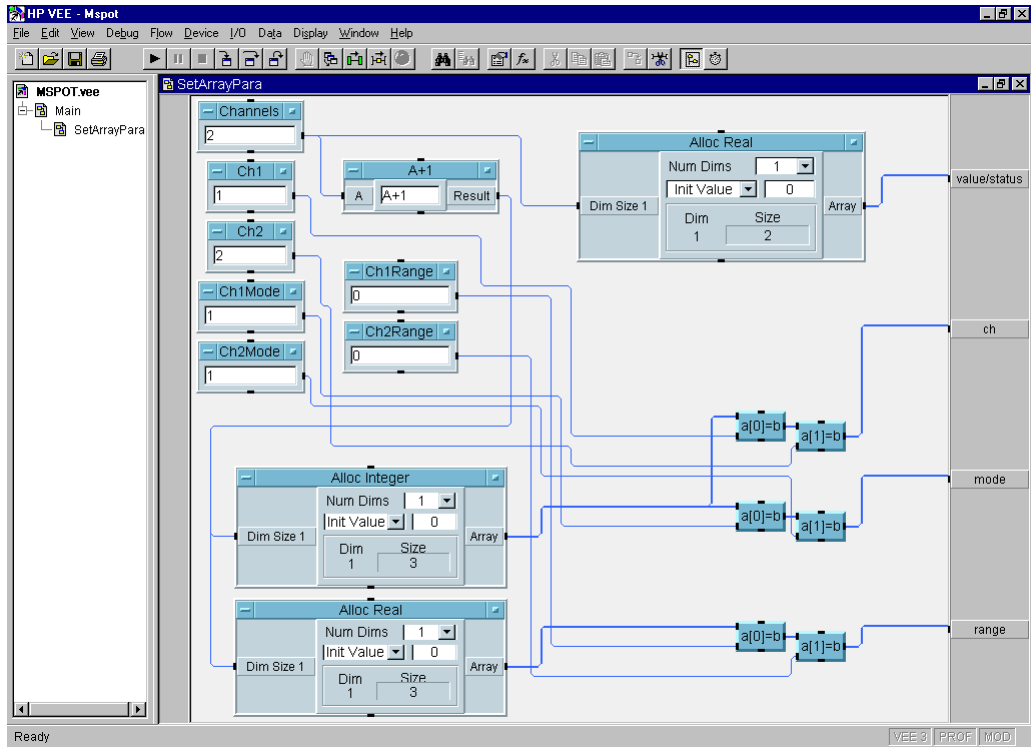 HP VEE - Mspot
File Edit View Debug Flow Device I/O Data Display Window Help
MSPOT.vee
Main
SetArrayPara
SetArrayPara
Channels
2
Ch1
1
Ch2
2
Ch1Mode
1
Ch2Mode
1
A+1
A A+1 Result
Ch1Range
0
Ch2Range
0
Alloc Real
Num Dims 1
Init Value 0
Dim Size 1
Array
Dim Size
1 2
value/status
ch
mode
range
a[0]=b
a[1]=b
a[0]=b
a[1]=b
a[0]=b
a[1]=b
Alloc Integer
Num Dims 1
Init Value 0
Dim Size 1
Array
Dim Size
1 3
Alloc Real
Num Dims 1
Init Value 0
Dim Size 1
Array
Dim Size
1 3
Ready
VEE 3 PROF MOD